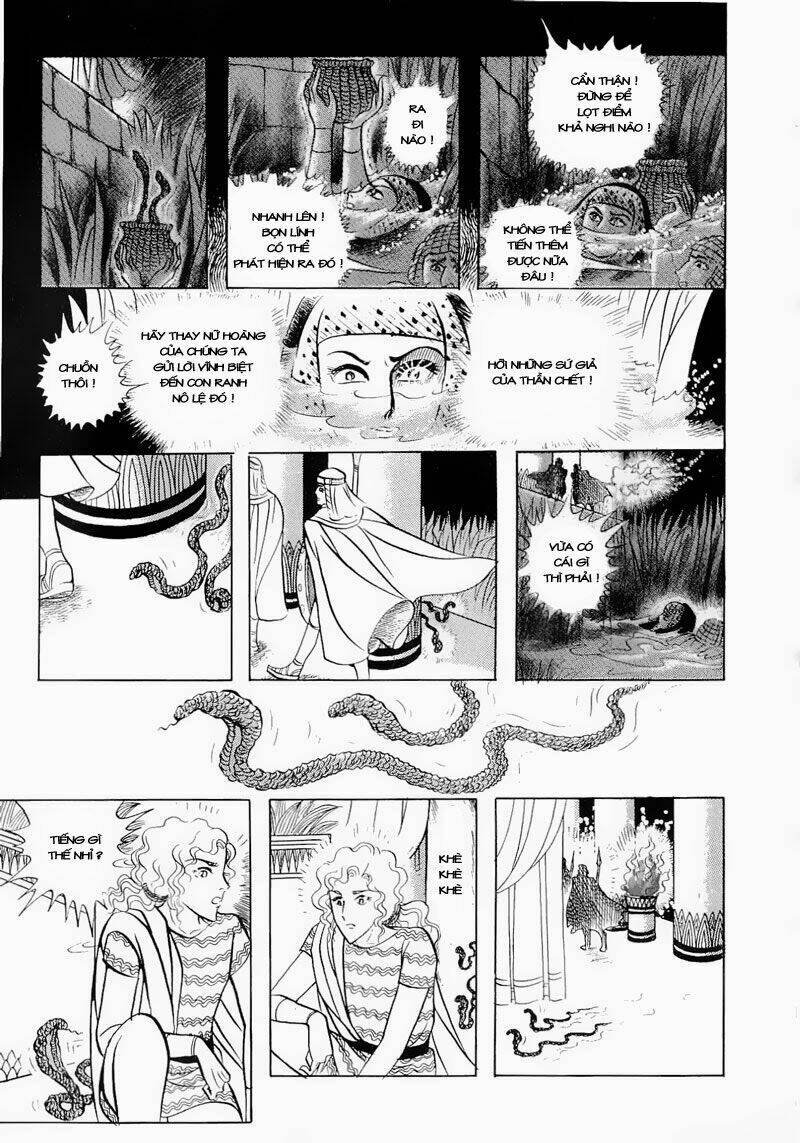 CẨN THẬN !
ĐỪNG ĐỂ
LỌT ĐIỂM
KHẢ NGHI NÀO !
KHÔNG THỂ
TIẾN THÊM
ĐƯỢC NỮA
ĐÂU !
RA
ĐI
NÀO !
NHANH LÊN !
BỌN LÍNH
CÓ THỂ
PHÁT HIỆN RA ĐÓ !
HỠI NHỮNG SỨ GIẢ
CỦA THẦN CHẾT !
HÃY THAY NỮ HOÀNG
CỦA CHÚNG TA
GỬI LỜI VĨNH BIỆT
ĐẾN CON RANH
NÔ LỆ ĐÓ !
CHUỒN
THÔI !
VỪA CÓ
CÁI GÌ
THÌ PHẢI !
KHÈ
KHÈ
KHÈ
TIẾNG GÌ
THẾ NHỈ ?